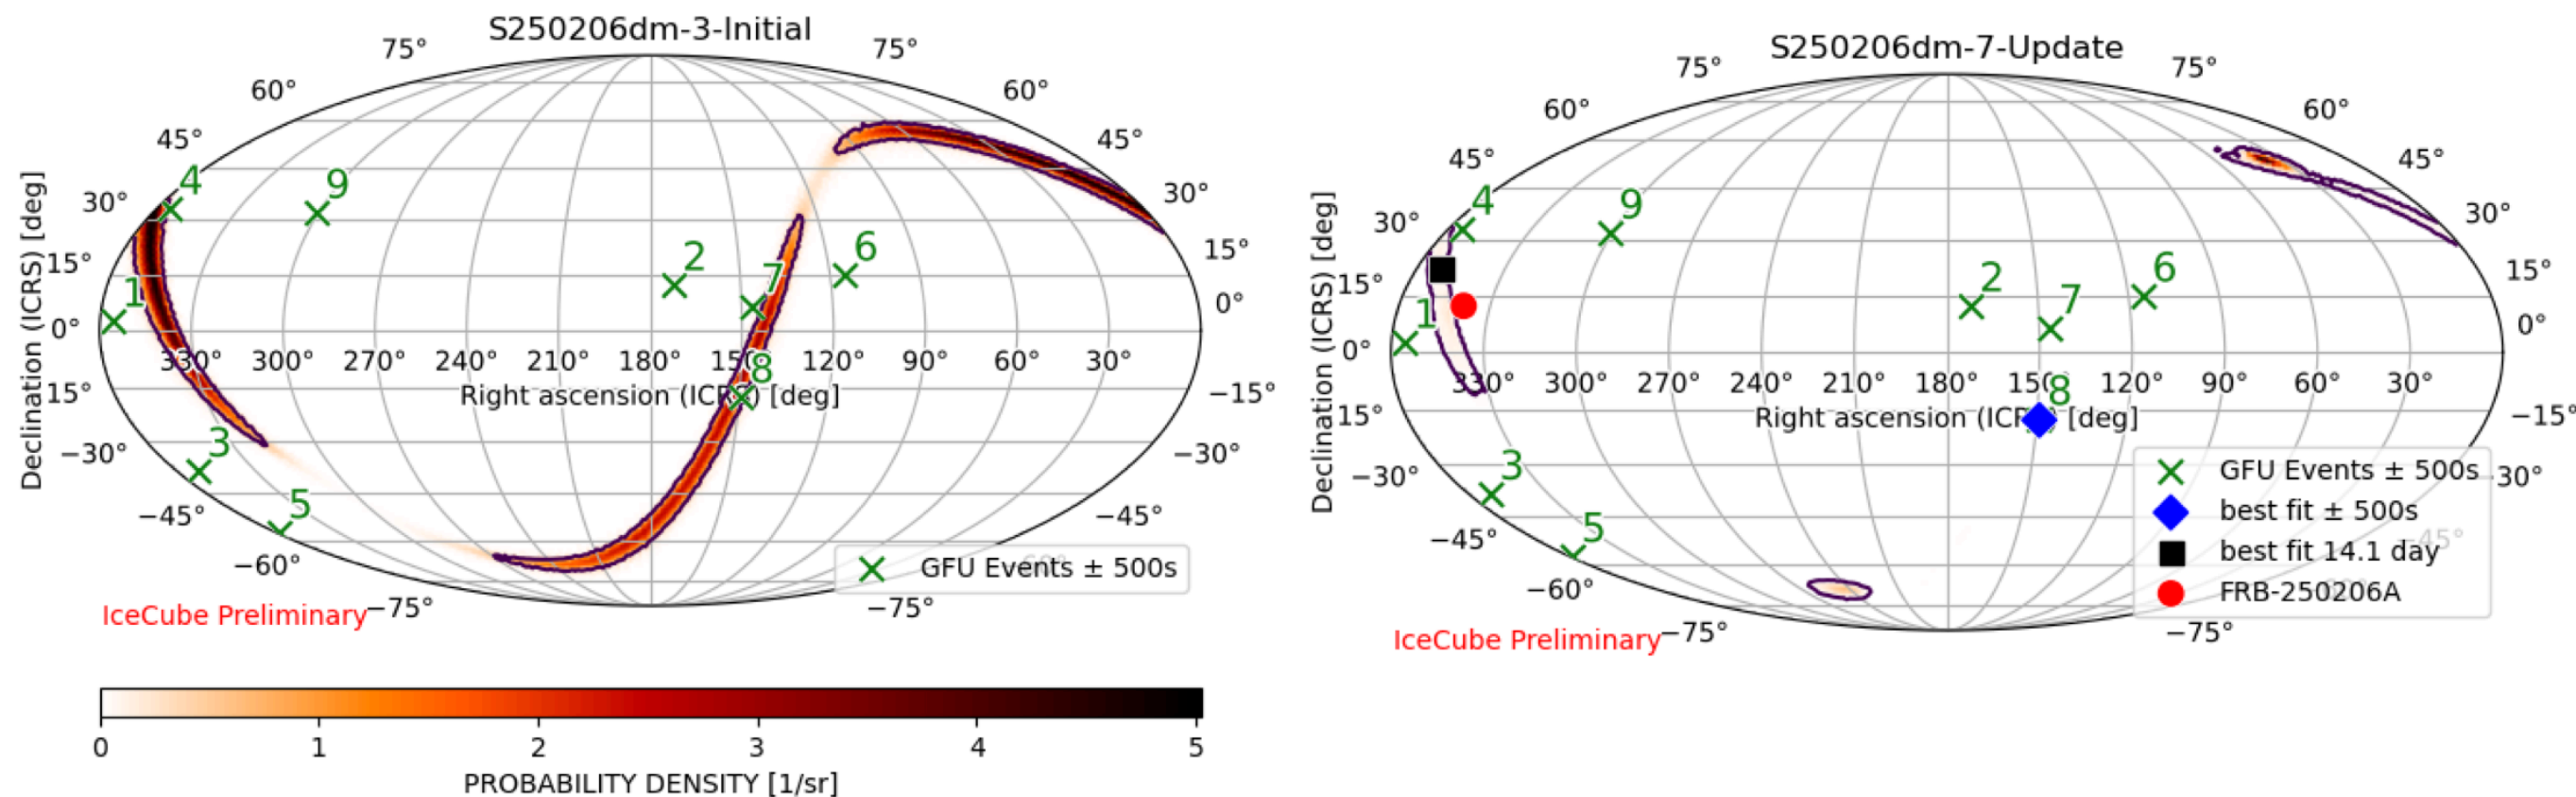 S250206dm-3-Initial
75° 75°
60° 60°
45° 45°
30° 30°
15° 15°
0° 0°
15° −15°
−30° −30°
−45° −45°
−60°
−75° −75°
330° 300° 270° 240° 210° 180° 150° 120° 90° 60° 30°
Right ascension (ICRS) [deg]
Declination (ICRS) [deg]
4
9
2
6
7
1
8
3
5
GFU Events ± 500s
IceCube Preliminary
0 1 2 3 4 5
PROBABILITY DENSITY [1/sr]
S250206dm-7-Update
75° 75°
60° 60°
45° 45°
30° 30°
15° 15°
0° 0°
15° −15°
−30° −30°
−45° −45°
−60°
−75° −75°
330° 300° 270° 240° 210° 180° 150° 120° 90° 60° 30°
Right ascension (ICRS) [deg]
Declination (ICRS) [deg]
4
9
2
6
7
1
8
3
5
GFU Events ± 500s
best fit ± 500s
best fit 14.1 day
FRB-250206A
IceCube Preliminary